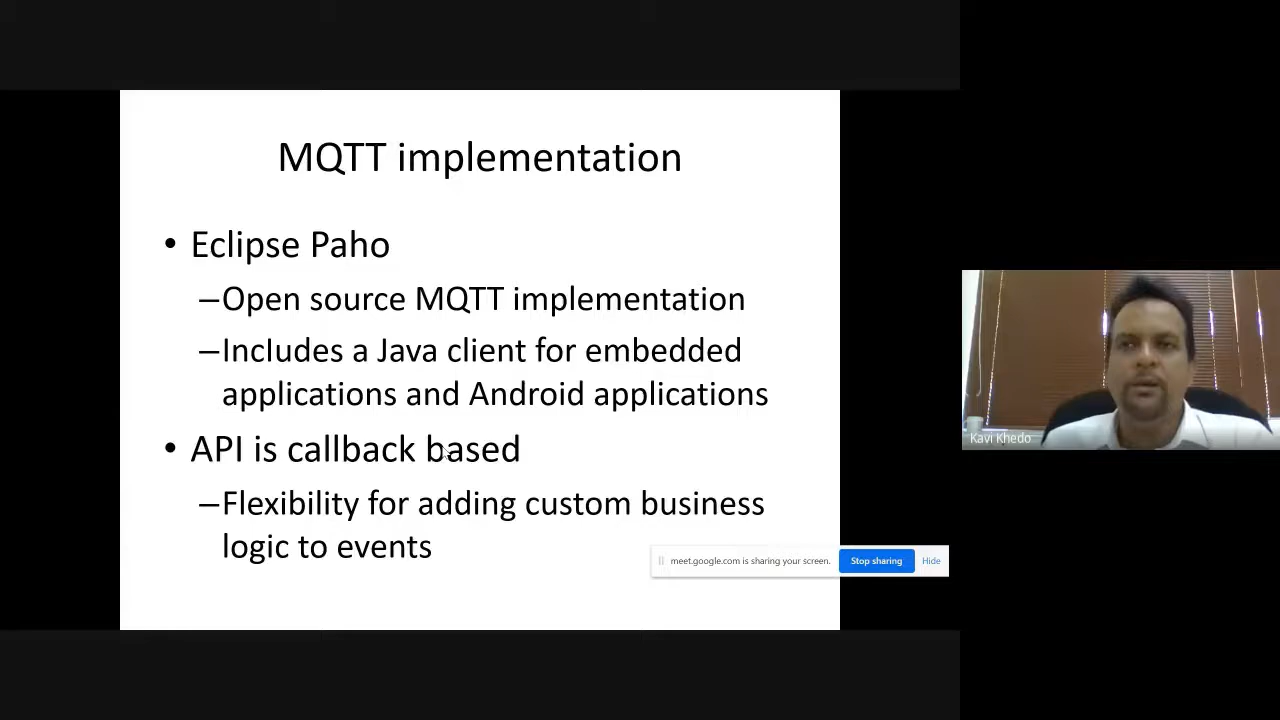 MQTT implementation
• Eclipse Paho
–Open source MQTT implementation
–Includes a Java client for embedded
applications and Android applications
• API is callback based
–Flexibility for adding custom business
logic to events
meet.google.com is sharing your screen. Stop sharing Hide
Kavi Khedo